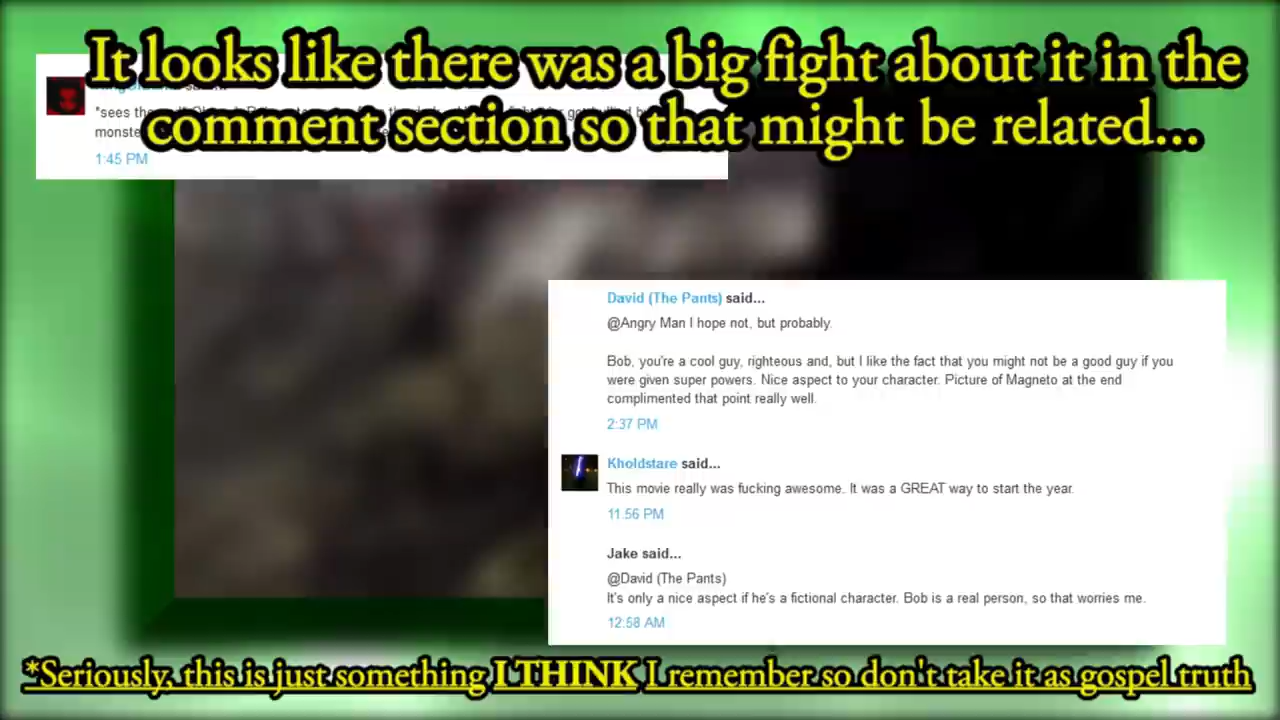 It looks like there was a big fight about it in the
comment section so that might be related...
*sees the
monste
1:45 PM
David (The Pants) said...
@Angry Man I hope not, but probably.
Bob, you're a cool guy, righteous and, but I like the fact that you might not be a good guy if you
were given super powers. Nice aspect to your character. Picture of Magneto at the end
complimented that point really well.
2:37 PM
Kholdstare said...
This movie really was fucking awesome. It was a GREAT way to start the year.
11:56 PM
Jake said...
@David (The Pants)
It's only a nice aspect if he's a fictional character. Bob is a real person, so that worries me.
12:58 AM
*Seriously, this is just something I THINK I remember so don't take it as gospel truth